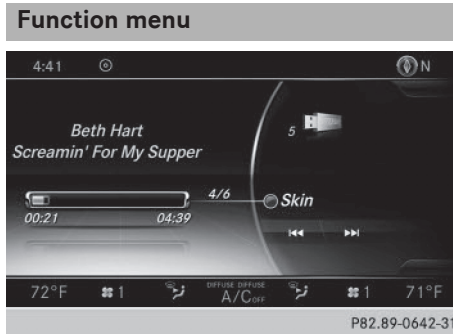 Function menu
4:41 N
5
Beth Hart
Screamin' For My Supper
4/6
Skin
00:21 04:39
72°F 1 DIFFUSE DIFFUSE 1 71°F
A/C OFF
P82.89-0642-31